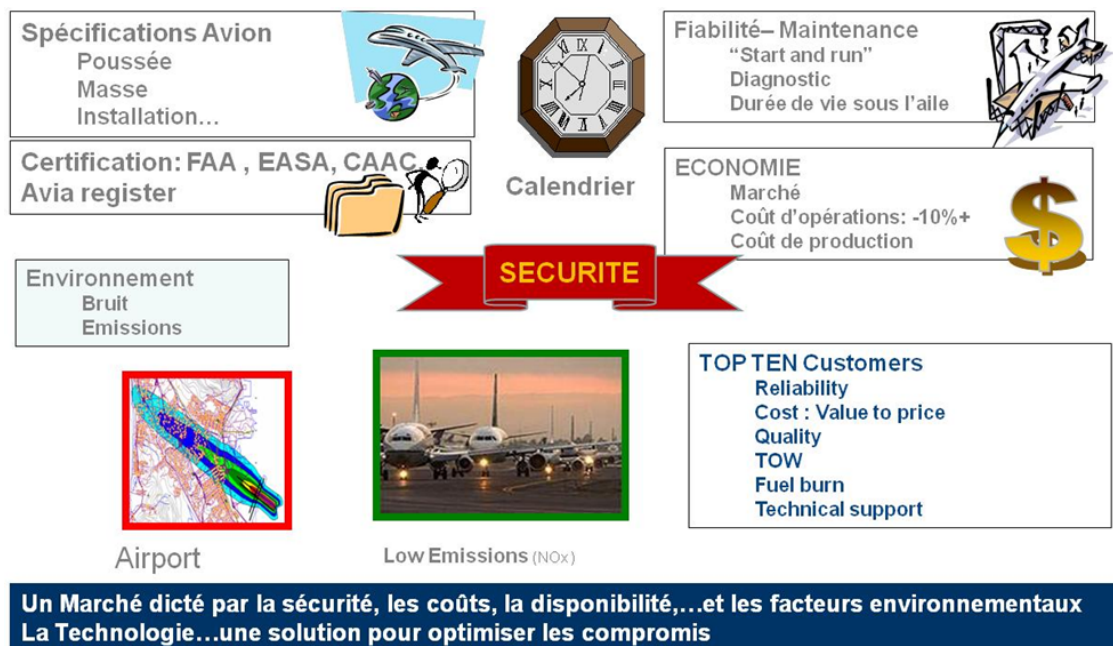 Spécifications Avion
Poussée
Masse
Installation…
Certification: FAA , EASA, CAAC,
Avia register
Calendrier
Fiabilité– Maintenance
“Start and run”
Diagnostic
Durée de vie sous l’aile
ECONOMIE
Marché
Coût d’opérations: -10%+
Coût de production
SECURITE
Environnement
Bruit
Emissions
Airport
Low Emissions (NOx)
TOP TEN Customers
Reliability
Cost : Value to price
Quality
TOW
Fuel burn
Technical support
Un Marché dicté par la sécurité, les coûts, la disponibilité,…et les facteurs environnementaux
La Technologie…une solution pour optimiser les compromis